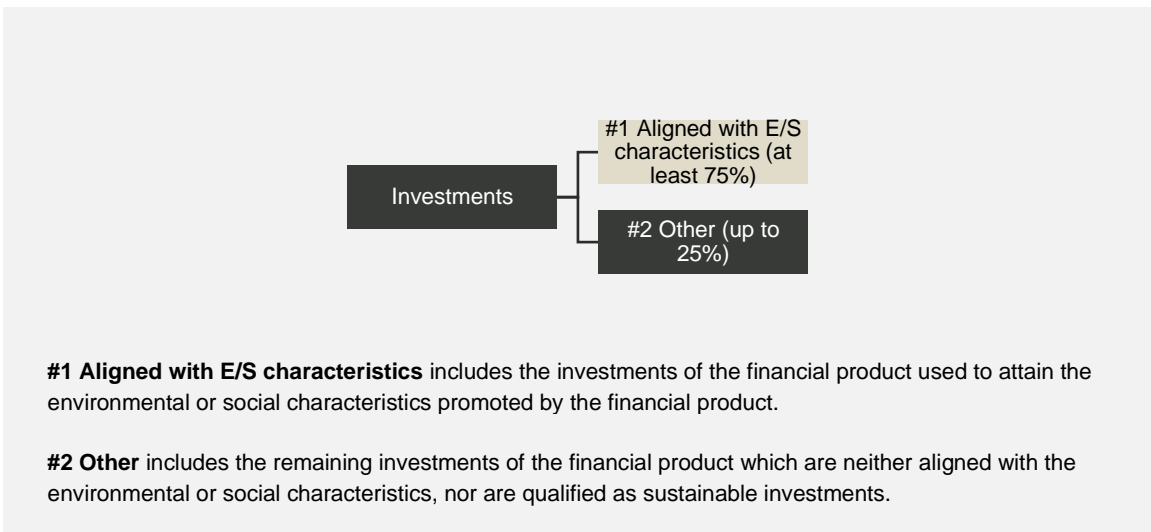 #1 Aligned with E/S
characteristics (at
least 75%)
Investments
#2 Other (up to
25%)
#1 Aligned with E/S characteristics includes the investments of the financial product used to attain the
environmental or social characteristics promoted by the financial product.
#2 Other includes the remaining investments of the financial product which are neither aligned with the
environmental or social characteristics, nor are qualified as sustainable investments.